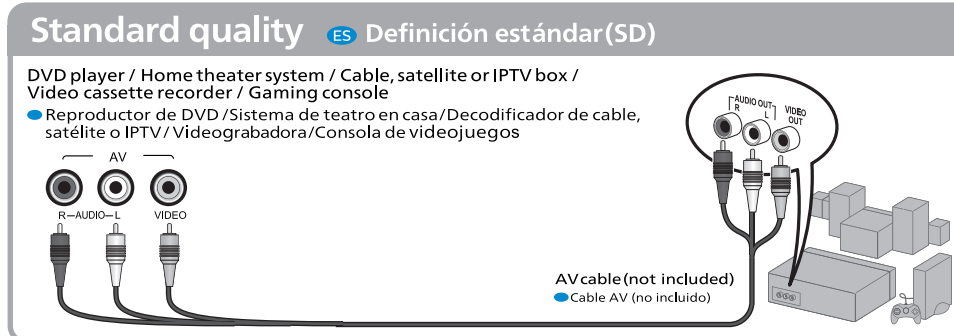 Standard quality ES Definición estándar(SD)
DVD player / Home theater system / Cable, satellite or IPTV box /
Video cassette recorder / Gaming console
Reproductor de DVD /Sistema de teatro en casa/Decodificador de cable,
satélite o IPTV/ Videograbadora/Consola de videojuegos
AV
R-AUDIO-L VIDEO
AUDIO OUT
R L
VIDEO
OUT
AV cable (not included)
Cable AV (no incluido)